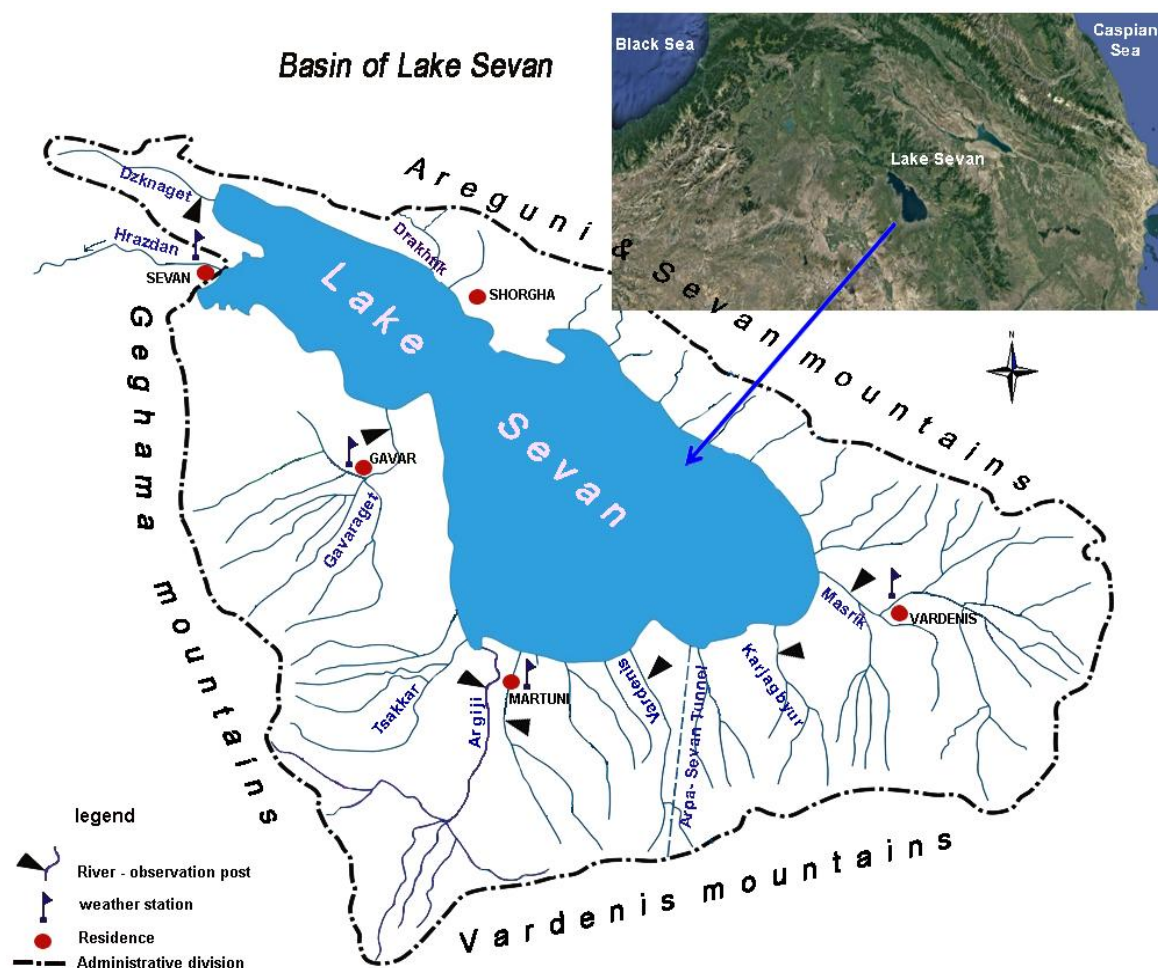 Basin of Lake Sevan
Black Sea
Caspian
Sea
Lake Sevan
Areguni & Sevan mountains
N
Dzknaget
Hrazdan
SEVAN
Drakhtik
SHORGHA
Lake
Sevan
Geghama mountains
GAVAR
Gavaraget
Masrik
VARDENIS
Tsakkar
Argiji
MARTUNI
Vardenis
Arpa- Sevan Tunnel
Karjagbyur
Vardenis mountains
legend
River - observation post
weather station
Residence
Administrative division